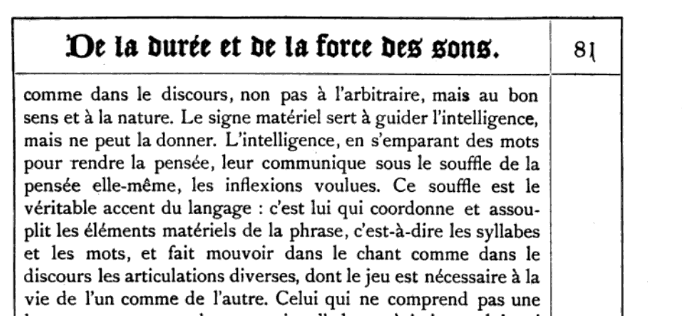 De la durée et de la force des sons.
81
comme dans le discours, non pas à l'arbitraire, mais au bon
sens et à la nature. Le signe matériel sert à guider l'intelligence,
mais ne peut la donner. L'intelligence, en s'emparant des mots
pour rendre la pensée, leur communique sous le souffle de la
pensée elle-même, les inflexions voulues. Ce souffle est le
véritable accent du langage : c'est lui qui coordonne et assou-
plit les éléments matériels de la phrase, c'est-à-dire les syllabes
et les mots, et fait mouvoir dans le chant comme dans le
discours les articulations diverses, dont le jeu est nécessaire à la
vie de l'un comme de l'autre. Celui qui ne comprend pas une